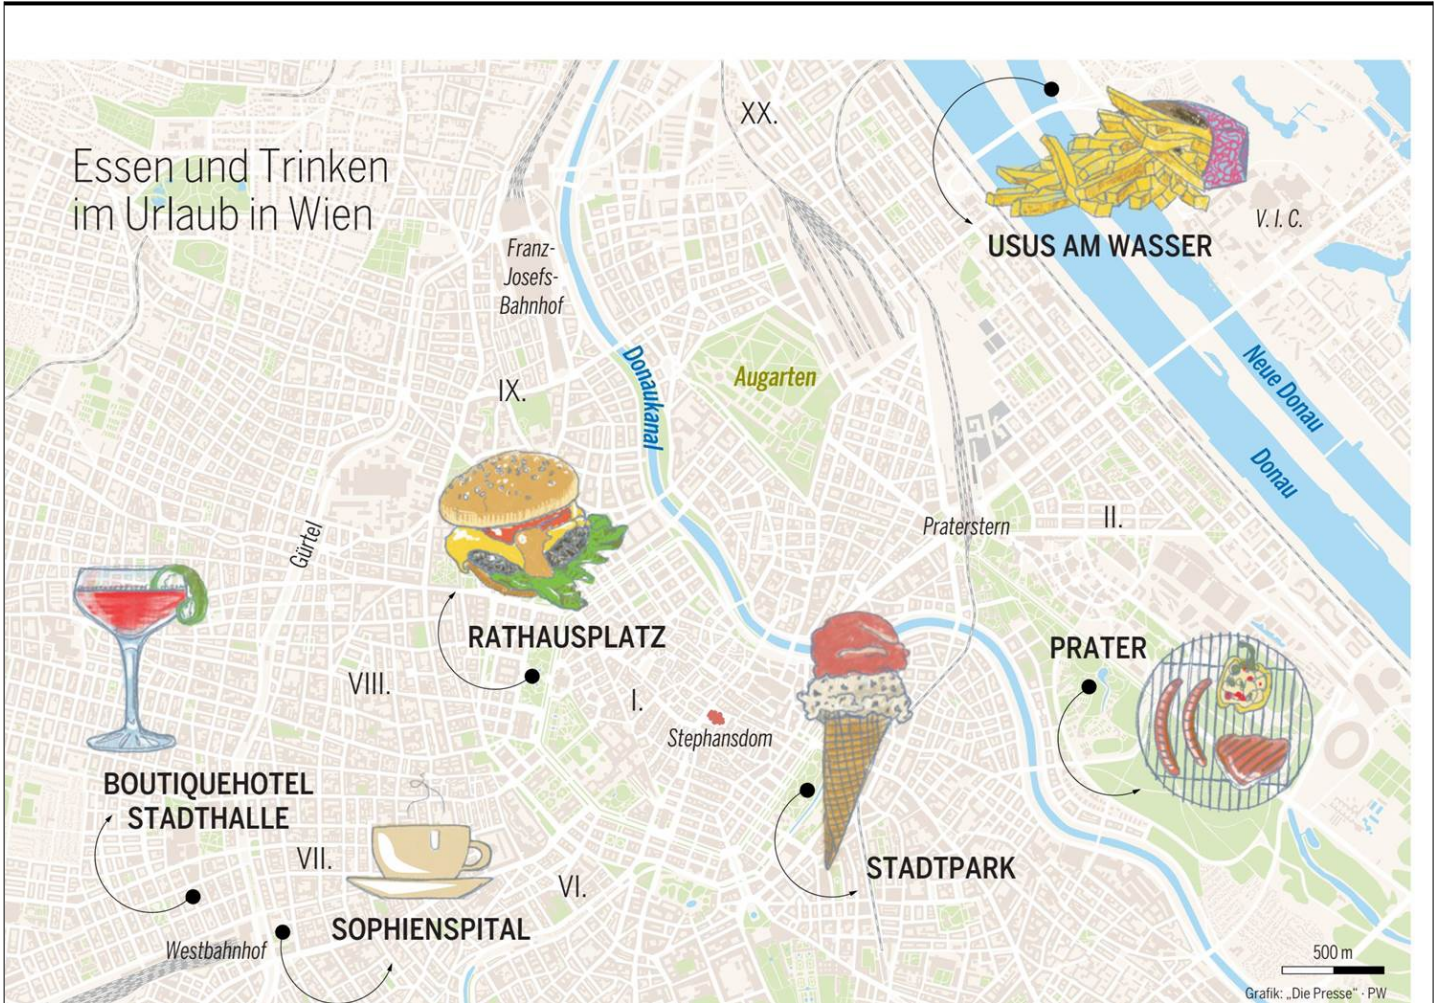 Essen und Trinken
im Urlaub in Wien
XX.
V. I. C.
USUS AM WASSER
Franz-
Josefs-
Bahnhof
Donaukanal
Augarten
Neue Donau
Donau
IX.
Praterstern
II.
Gürtel
RATHAUSPLATZ
PRATER
VIII.
I.
Stephansdom
BOUTIQUEHOTEL
STADTHALLE
VII.
VI.
STADTPARK
SOPHIENSPITAL
Westbahnhof
500 m
Grafik: „Die Presse“ · PW